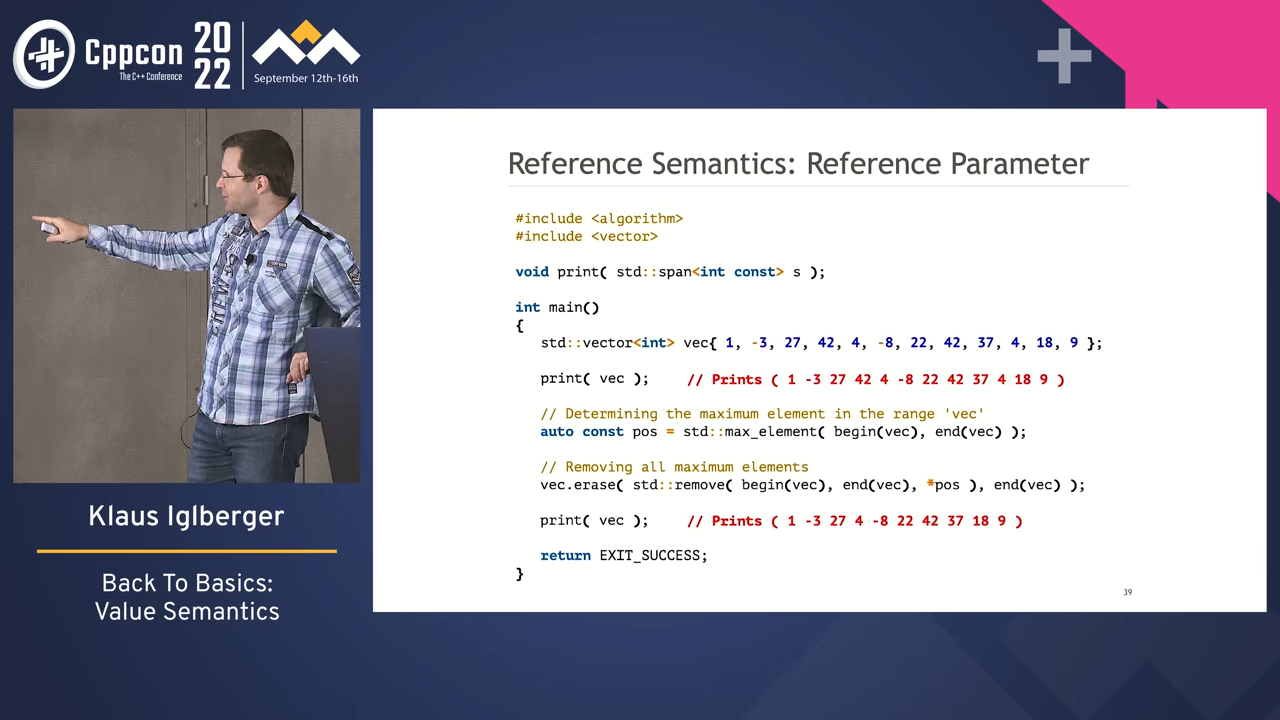 Cppcon
The C++ Conference
20
22
September 12th-16th
Klaus Iglberger
Back To Basics:
Value Semantics
Reference Semantics: Reference Parameter
#include <algorithm>
#include <vector>
void print( std::span<int const> s );
int main()
{
std::vector<int> vec{ 1, -3, 27, 42, 4, -8, 22, 42, 37, 4, 18, 9 };
print( vec ); // Prints ( 1 -3 27 42 4 -8 22 42 37 4 18 9 )
// Determining the maximum element in the range 'vec'
auto const pos = std::max_element( begin(vec), end(vec) );
// Removing all maximum elements
vec.erase( std::remove( begin(vec), end(vec), *pos ), end(vec) );
print( vec ); // Prints ( 1 -3 27 4 -8 22 42 37 18 9 )
return EXIT_SUCCESS;
}
39